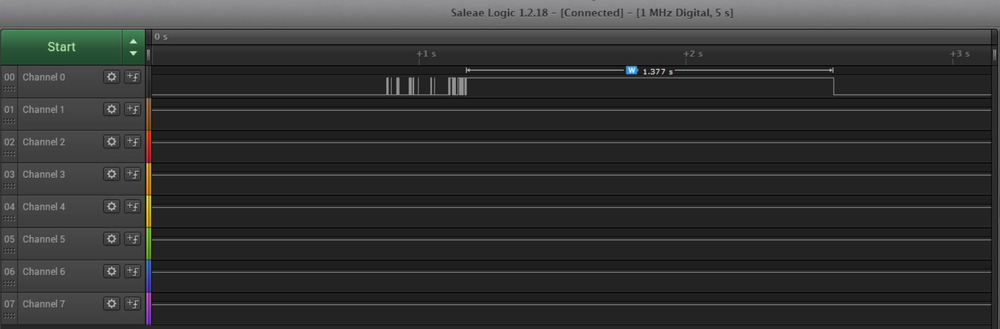 Saleae Logic 1.2.18 - [Connected] - [1 MHz Digital, 5 s]
Start
0 s
+1 s +2 s +3 s
00 Channel 0
W 1.377 s
01 Channel 1
02 Channel 2
03 Channel 3
04 Channel 4
05 Channel 5
06 Channel 6
07 Channel 7